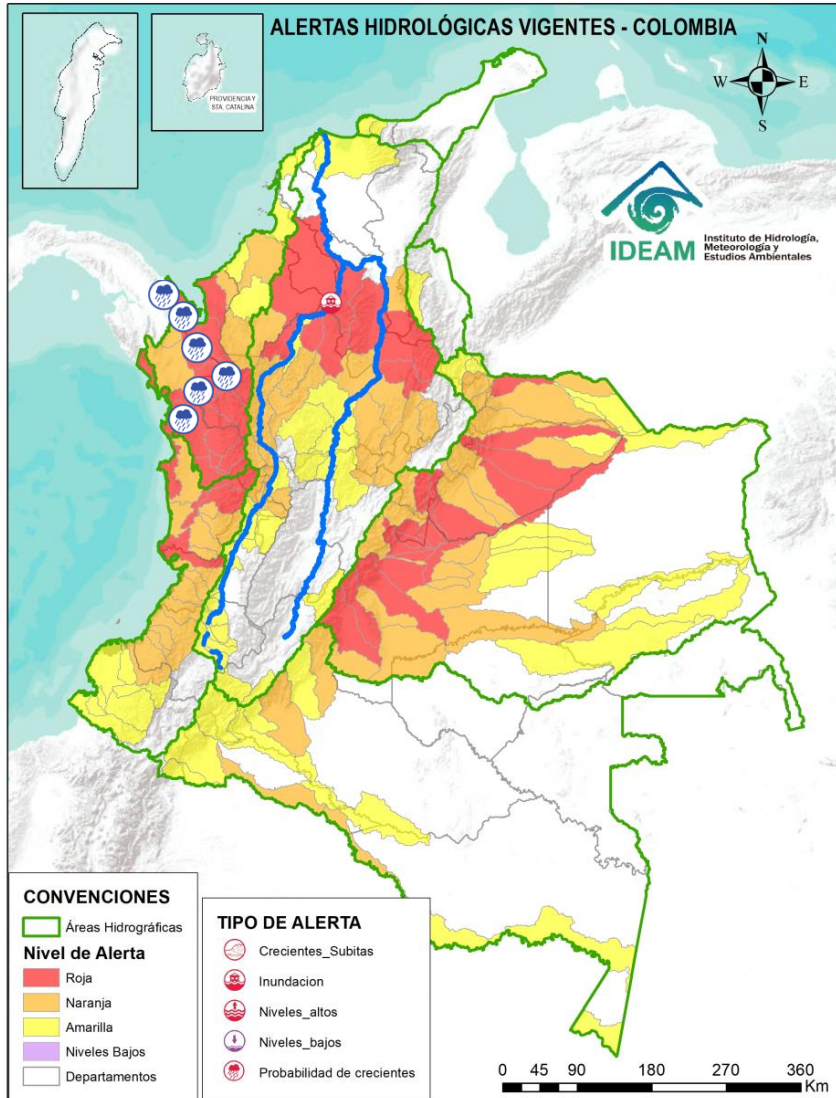 ALERTAS HIDROLÓGICAS VIGENTES - COLOMBIA
PROVIDENCIA Y
STA. CATALINA
N
W
E
S
IDEAM
Instituto de Hidrología,
Meteorología y
Estudios Ambientales
CONVENCIONES
Áreas Hidrográficas
Nivel de Alerta
Roja
Naranja
Amarilla
Niveles Bajos
Departamentos
TIPO DE ALERTA
Crecientes_Subitas
Inundacion
Niveles_altos
Niveles_bajos
Probabilidad de crecientes
0 45 90 180 270 360
Km